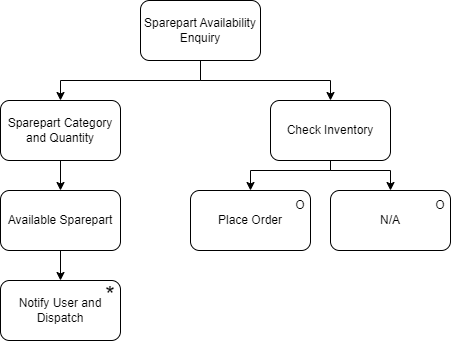 Sparepart Availability
Enquiry
Sparepart Category
and Quantity
Check Inventory
Available Sparepart
Place Order
O
N/A
O
Notify User and
Dispatch
*